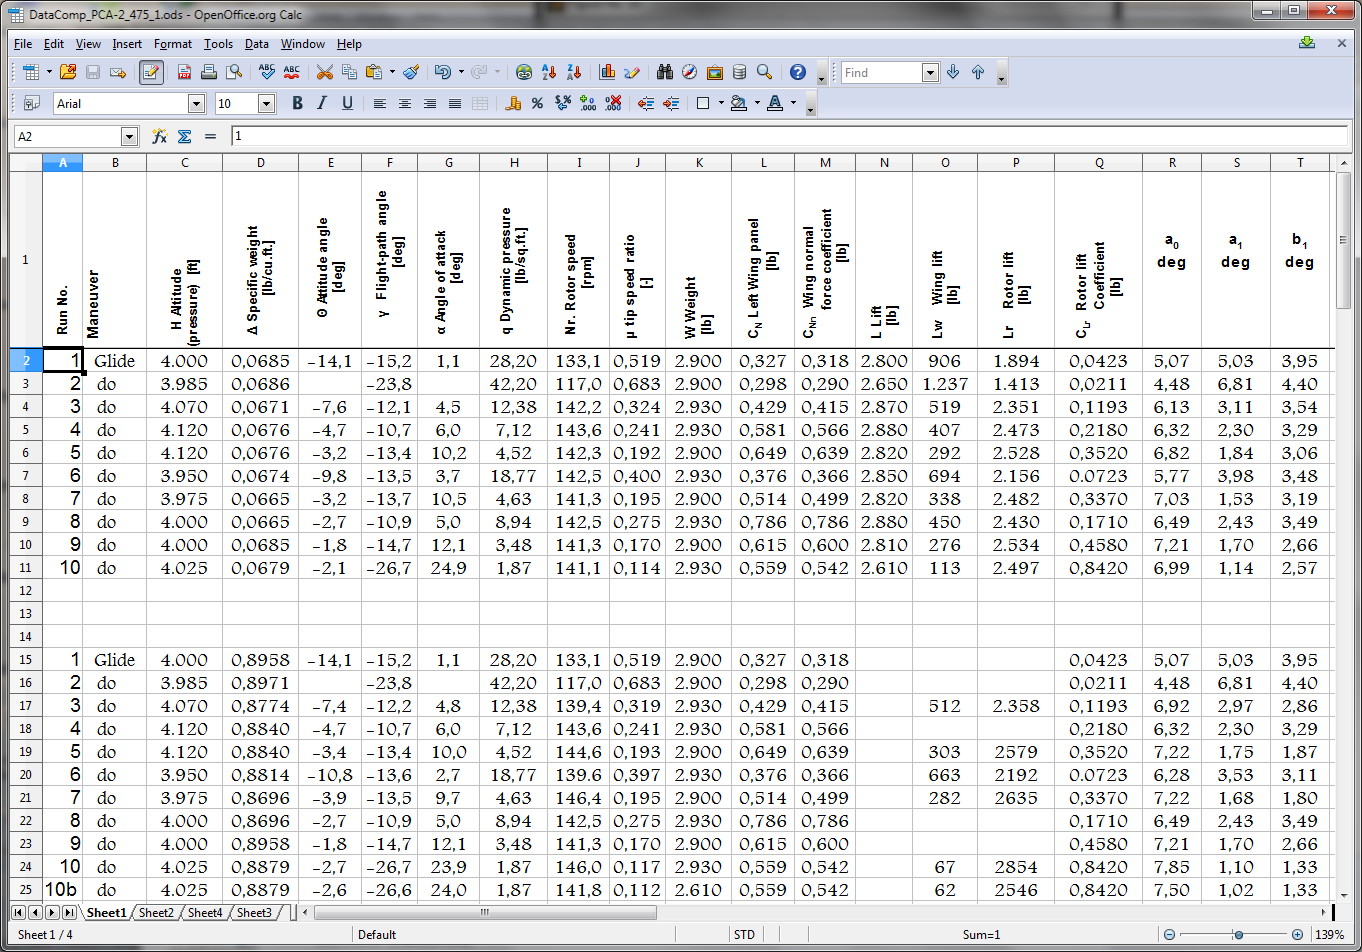 DataComp_PCA-2_475_1.ods - OpenOffice.org Calc
File Edit View Insert Format Tools Data Window Help
Find
Arial 10
A2 1
A B C D E F G H I J K L M N O P Q R S T
1 Run No. Maneuver H Altitude (pressure) [ft] Δ Specific weight [lb/cu.ft.] Θ Attitude angle [deg] γ Flight-path angle [deg] α Angle of attack [deg] q Dynamic pressure [lb/sq.ft.] Nr. Rotor speed [rpm] μ tip speed ratio [-] W Weight [lb] CN Left Wing panel [lb] CNn Wing normal force coefficient [lb] L Lift [lb] Lw Wing lift [lb] Lr Rotor lift [lb] CLr Rotor lift Coefficient [lb] a0 deg a1 deg b1 deg
2 1 Glide 4.000 0,0685 -14,1 -15,2 1,1 28,20 133,1 0,519 2.900 0,327 0,318 2.800 906 1.894 0,0423 5,07 5,03 3,95
3 2 do 3.985 0,0686 -23,8 42,20 117,0 0,683 2.900 0,298 0,290 2.650 1.237 1.413 0,0211 4,48 6,81 4,40
4 3 do 4.070 0,0671 -7,6 -12,1 4,5 12,38 142,2 0,324 2.930 0,429 0,415 2.870 519 2.351 0,1193 6,13 3,11 3,54
5 4 do 4.120 0,0676 -4,7 -10,7 6,0 7,12 143,6 0,241 2.930 0,581 0,566 2.880 407 2.473 0,2180 6,32 2,30 3,29
6 5 do 4.120 0,0676 -3,2 -13,4 10,2 4,52 142,3 0,192 2.900 0,649 0,639 2.820 292 2.528 0,3520 6,82 1,84 3,06
7 6 do 3.950 0,0674 -9,8 -13,5 3,7 18,77 142,5 0,400 2.930 0,376 0,366 2.850 694 2.156 0.0723 5,77 3,98 3,48
8 7 do 3.975 0,0665 -3,2 -13,7 10,5 4,63 141,3 0,195 2.900 0,514 0,499 2.820 338 2.482 0,3370 7,03 1,53 3,19
9 8 do 4.000 0,0665 -2,7 -10,9 5,0 8,94 142,5 0,275 2.930 0,786 0,786 2.880 450 2.430 0,1710 6,49 2,43 3,49
10 9 do 4.000 0,0685 -1,8 -14,7 12,1 3,48 141,3 0,170 2.900 0,615 0,600 2.810 276 2.534 0,4580 7,21 1,70 2,66
11 10 do 4.025 0,0679 -2,1 -26,7 24,9 1,87 141,1 0,114 2.930 0,559 0,542 2.610 113 2.497 0,8420 6,99 1,14 2,57
12
13
14
15 1 Glide 4.000 0,8958 -14,1 -15,2 1,1 28,20 133,1 0,519 2.900 0,327 0,318 0,0423 5,07 5,03 3,95
16 2 do 3.985 0,8971 -23,8 42,20 117,0 0,683 2.900 0,298 0,290 0,0211 4,48 6,81 4,40
17 3 do 4.070 0,8774 -7,4 -12,2 4,8 12,38 139,4 0,319 2.930 0,429 0,415 512 2.358 0,1193 6,92 2,97 2,86
18 4 do 4.120 0,8840 -4,7 -10,7 6,0 7,12 143,6 0,241 2.930 0,581 0,566 0,2180 6,32 2,30 3,29
19 5 do 4.120 0,8840 -3,4 -13,4 10,0 4,52 144,6 0,193 2.900 0,649 0,639 303 2579 0,3520 7,22 1,75 1,87
20 6 do 3.950 0,8814 -10,8 -13,6 2,7 18,77 139,6 0,397 2.930 0,376 0,366 663 2192 0.0723 6,28 3,53 3,11
21 7 do 3.975 0,8696 -3,9 -13,5 9,7 4,63 146,4 0,195 2.900 0,514 0,499 282 2635 0,3370 7,22 1,68 1,80
22 8 do 4.000 0,8696 -2,7 -10,9 5,0 8,94 142,5 0,275 2.930 0,786 0,786 0,1710 6,49 2,43 3,49
23 9 do 4.000 0,8958 -1,8 -14,7 12,1 3,48 141,3 0,170 2.900 0,615 0,600 0,4580 7,21 1,70 2,66
24 10 do 4.025 0,8879 -2,7 -26,7 23,9 1,87 146,0 0,117 2.930 0,559 0,542 67 2854 0,8420 7,85 1,10 1,33
25 10b do 4.025 0,8879 -2,6 -26,6 24,0 1,87 141,8 0,112 2.610 0,559 0,542 62 2546 0,8420 7,50 1,02 1,33
Sheet1 Sheet2 Sheet4 Sheet3
Sheet 1 / 4 Default STD Sum=1 139%